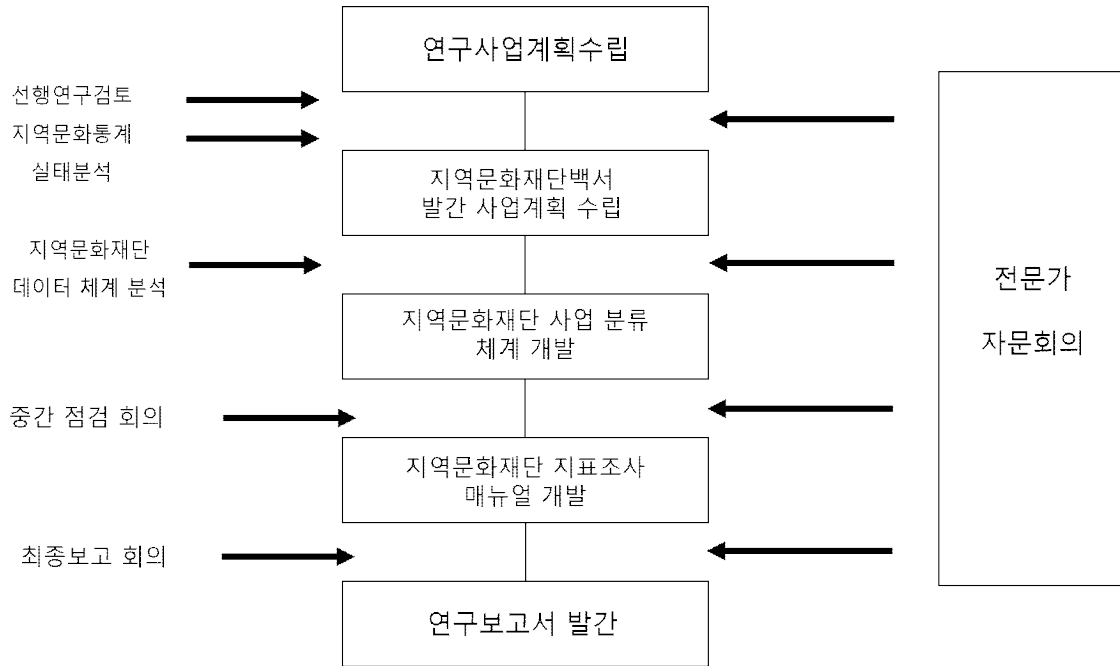 연구사업계획수립
선행연구검토
지역문화통계
실태분석
지역문화재단백서
발간 사업계획 수립
지역문화재단
데이터 체계 분석
지역문화재단 사업 분류
체계 개발
중간 점검 회의
지역문화재단 지표조사
매뉴얼 개발
최종보고 회의
연구보고서 발간
전문가
자문회의